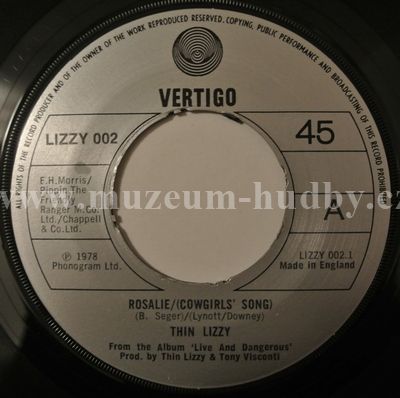 ALL RIGHTS OF THE RECORD PRODUCER AND OF THE OWNER OF THE WORK REPRODUCED RESERVED. COPYING, PUBLIC PERFORMANCE AND BROADCASTING OF THIS RECORD PROHIBITED
VERTIGO
LIZZY 002
45
E.H.Morris/
Pingin The
Friendly
Ranger M.Co.
Ltd./Chappell
& Co.Ltd.
A
www.muzeum-hudby.cz
℗ 1978
Phonogram Ltd.
LIZZY 002.1
Made in England
ROSALIE/(COWGIRLS' SONG)
(B. Seger)/(Lynott/Downey)
THIN LIZZY
From the Album 'Live And Dangerous'
Prod. by Thin Lizzy & Tony Visconti